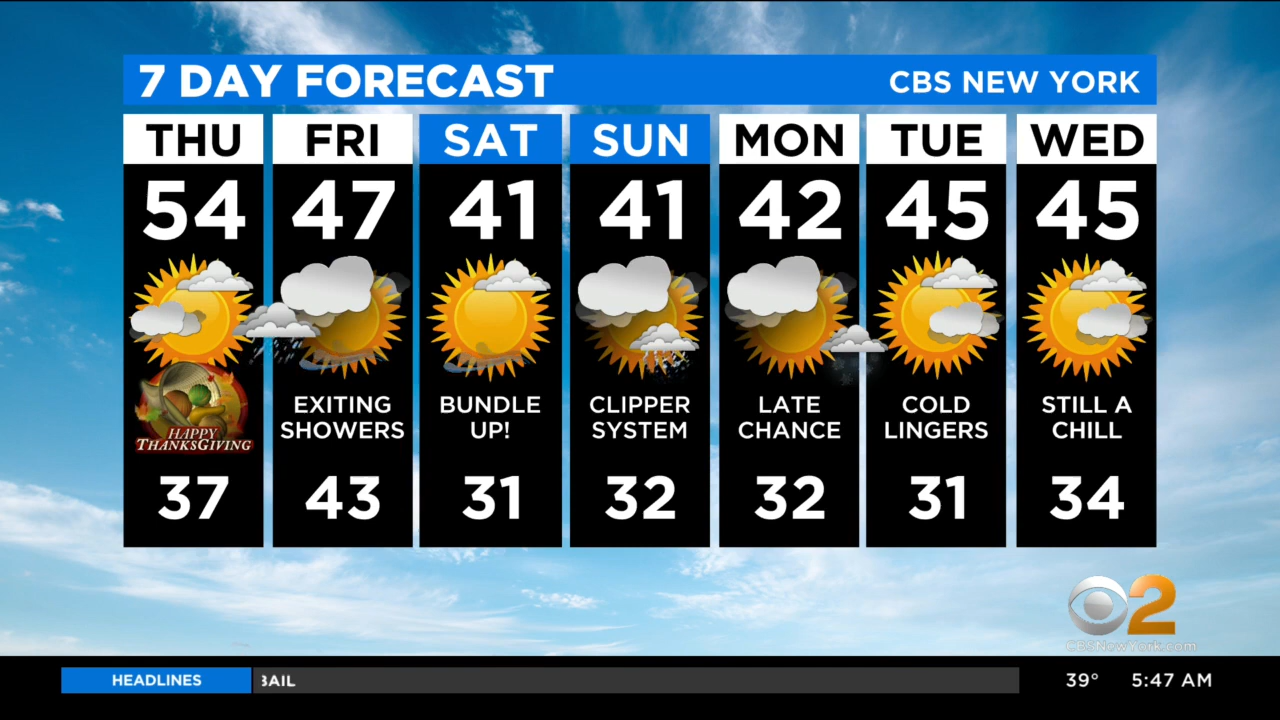 7 DAY FORECAST
CBS NEW YORK
THU FRI SAT SUN MON TUE WED
54 47 41 41 42 45 45
HAPPY
THANKSGIVING
EXITING
SHOWERS
BUNDLE
UP!
CLIPPER
SYSTEM
LATE
CHANCE
COLD
LINGERS
STILL A
CHILL
37 43 31 32 32 31 34
2
CBSNewYork.com
HEADLINES
BAIL
39° 5:47 AM